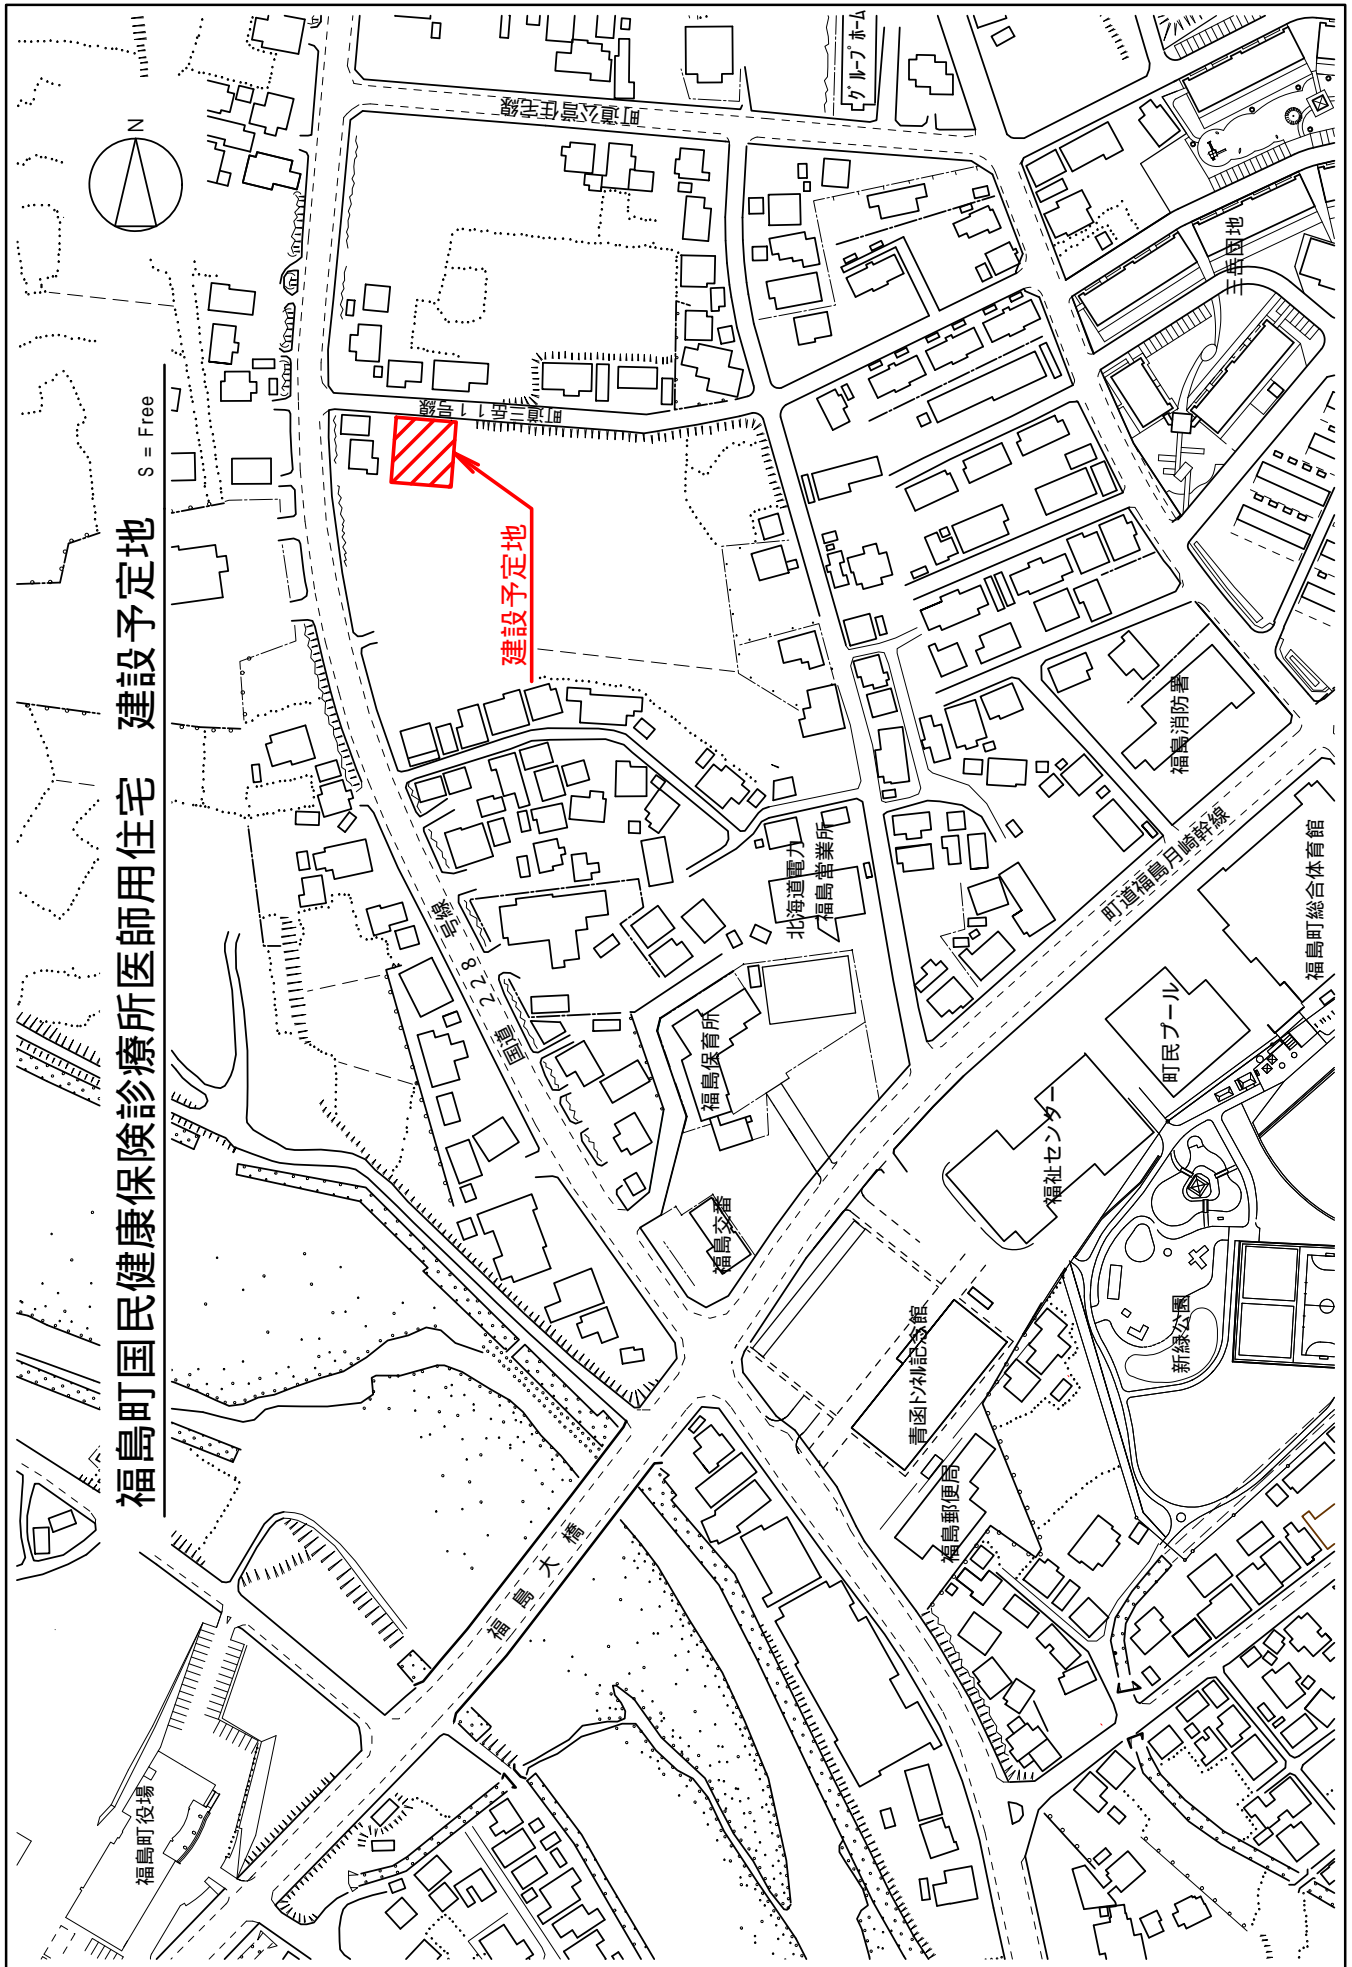 福島町国民健康保険診療所医師用住宅　建設予定地　S = Free
N
建設予定地
町道公営住宅線
グループホーム
町道三岳1号線
三岳団地
国道 228 号線
北海道電力
福島営業所
福島消防署
町道福島月崎幹線
福島町総合体育館
町民プール
福島保育所
福祉センター
福島交番
青函トンネル記念館
新緑公園
福島郵便局
福島大橋
福島町役場